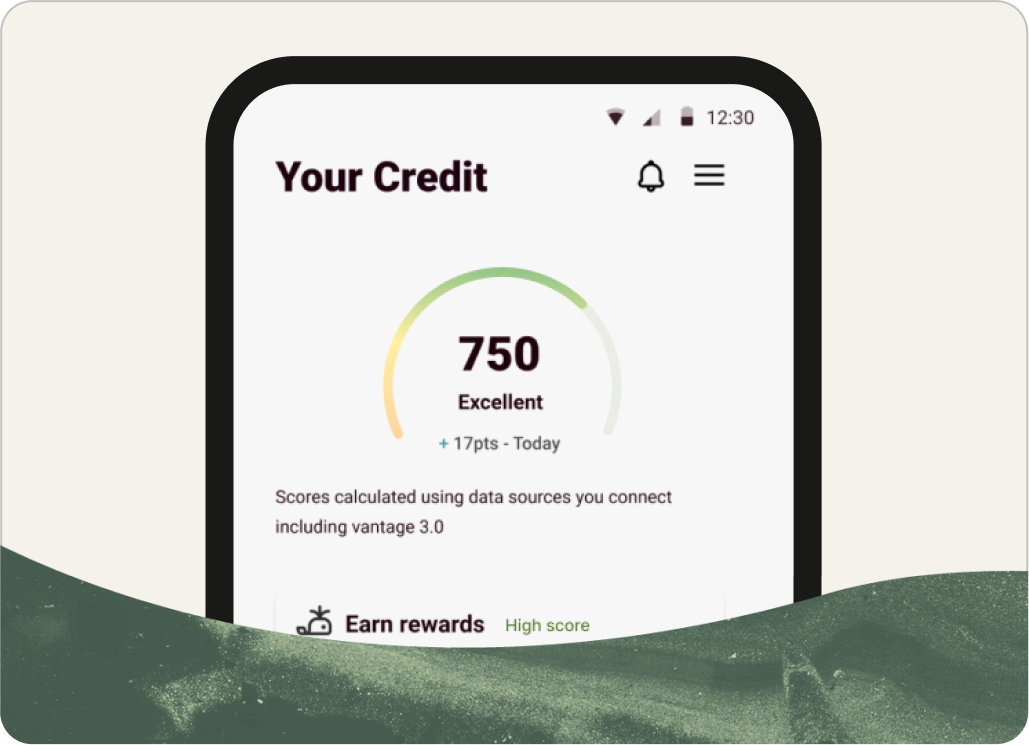 12:30
Your Credit
750
Excellent
+ 17pts - Today
Scores calculated using data sources you connect
including vantage 3.0
Earn rewards High score